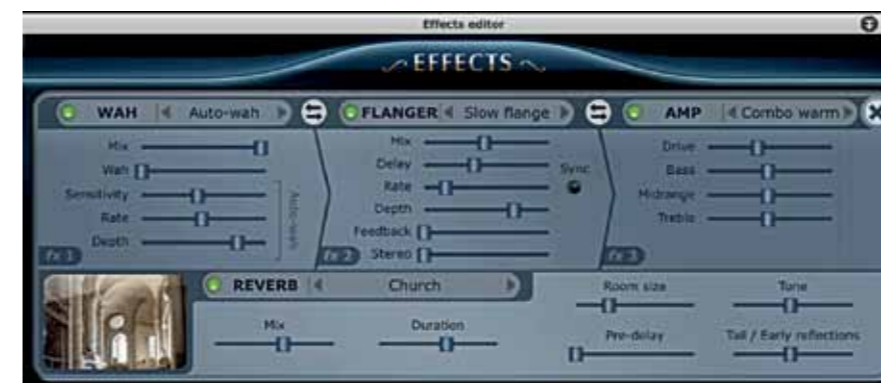 Effects editor
EFFECTS
WAH Auto-wah
FLANGER Slow flange
AMP Combo warm
Mix
Wah
Sensitivity
Rate
Depth
Auto-wah
fx 1
Mix
Delay
Rate
Depth
Feedback
Stereo
Sync
fx 2
Drive
Bass
Midrange
Treble
fx 3
REVERB Church
Mix
Duration
Room size
Tone
Pre-delay
Tail / Early reflections